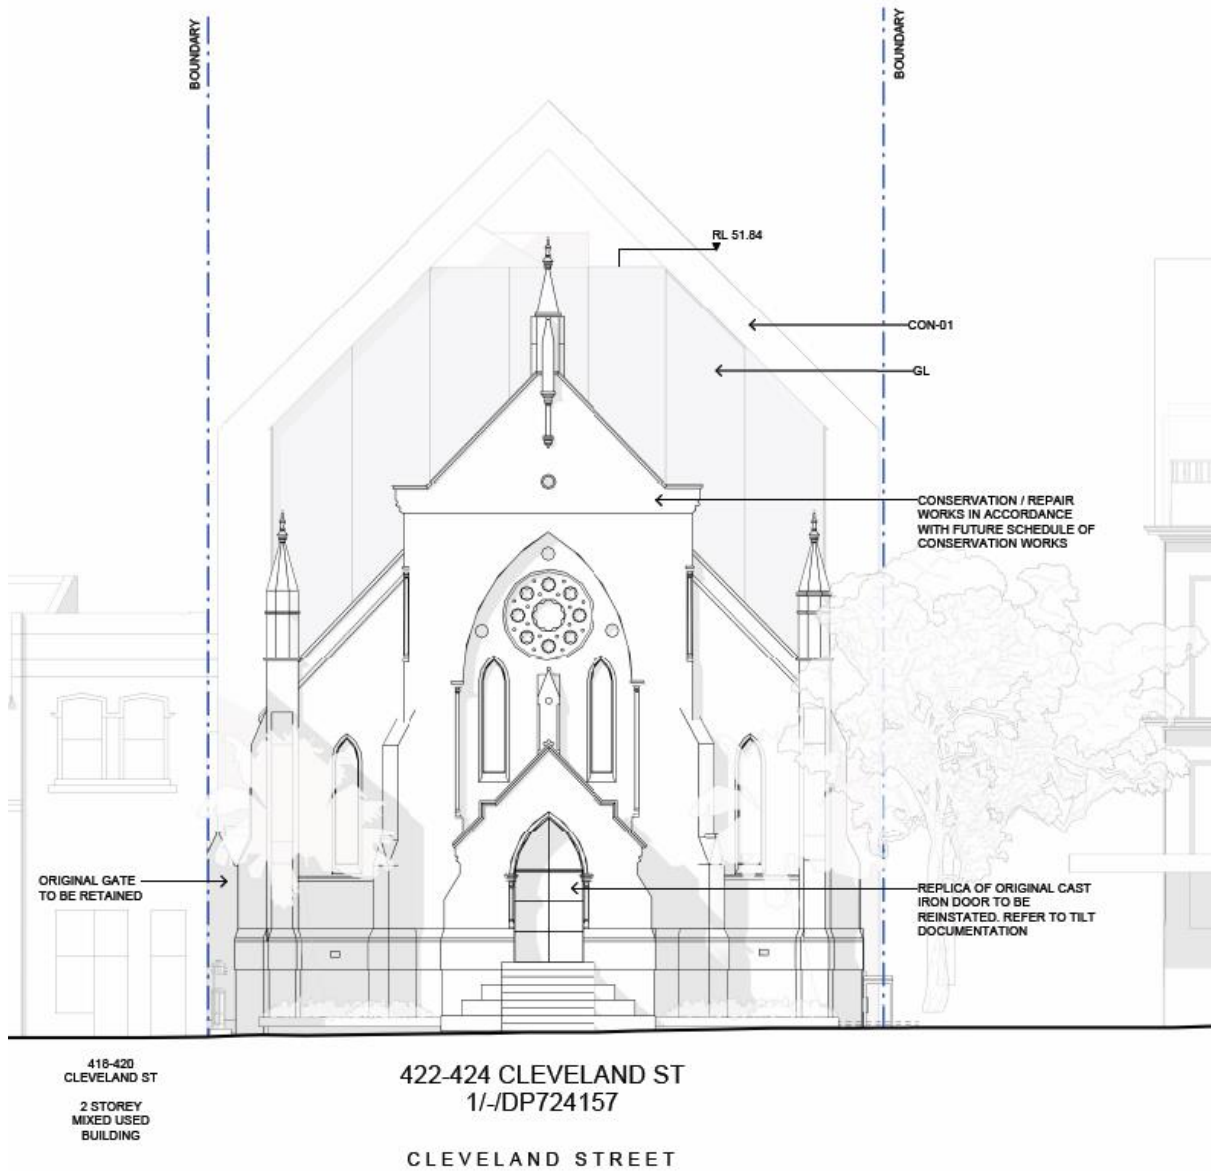 BOUNDARY
BOUNDARY
RL 51.84
CON-01
GL
CONSERVATION / REPAIR
WORKS IN ACCORDANCE
WITH FUTURE SCHEDULE OF
CONSERVATION WORKS
ORIGINAL GATE
TO BE RETAINED
REPLICA OF ORIGINAL CAST
IRON DOOR TO BE
REINSTATED. REFER TO TILT
DOCUMENTATION
418-420
CLEVELAND ST
2 STOREY
MIXED USED
BUILDING
422-424 CLEVELAND ST
1/-/DP724157
CLEVELAND STREET